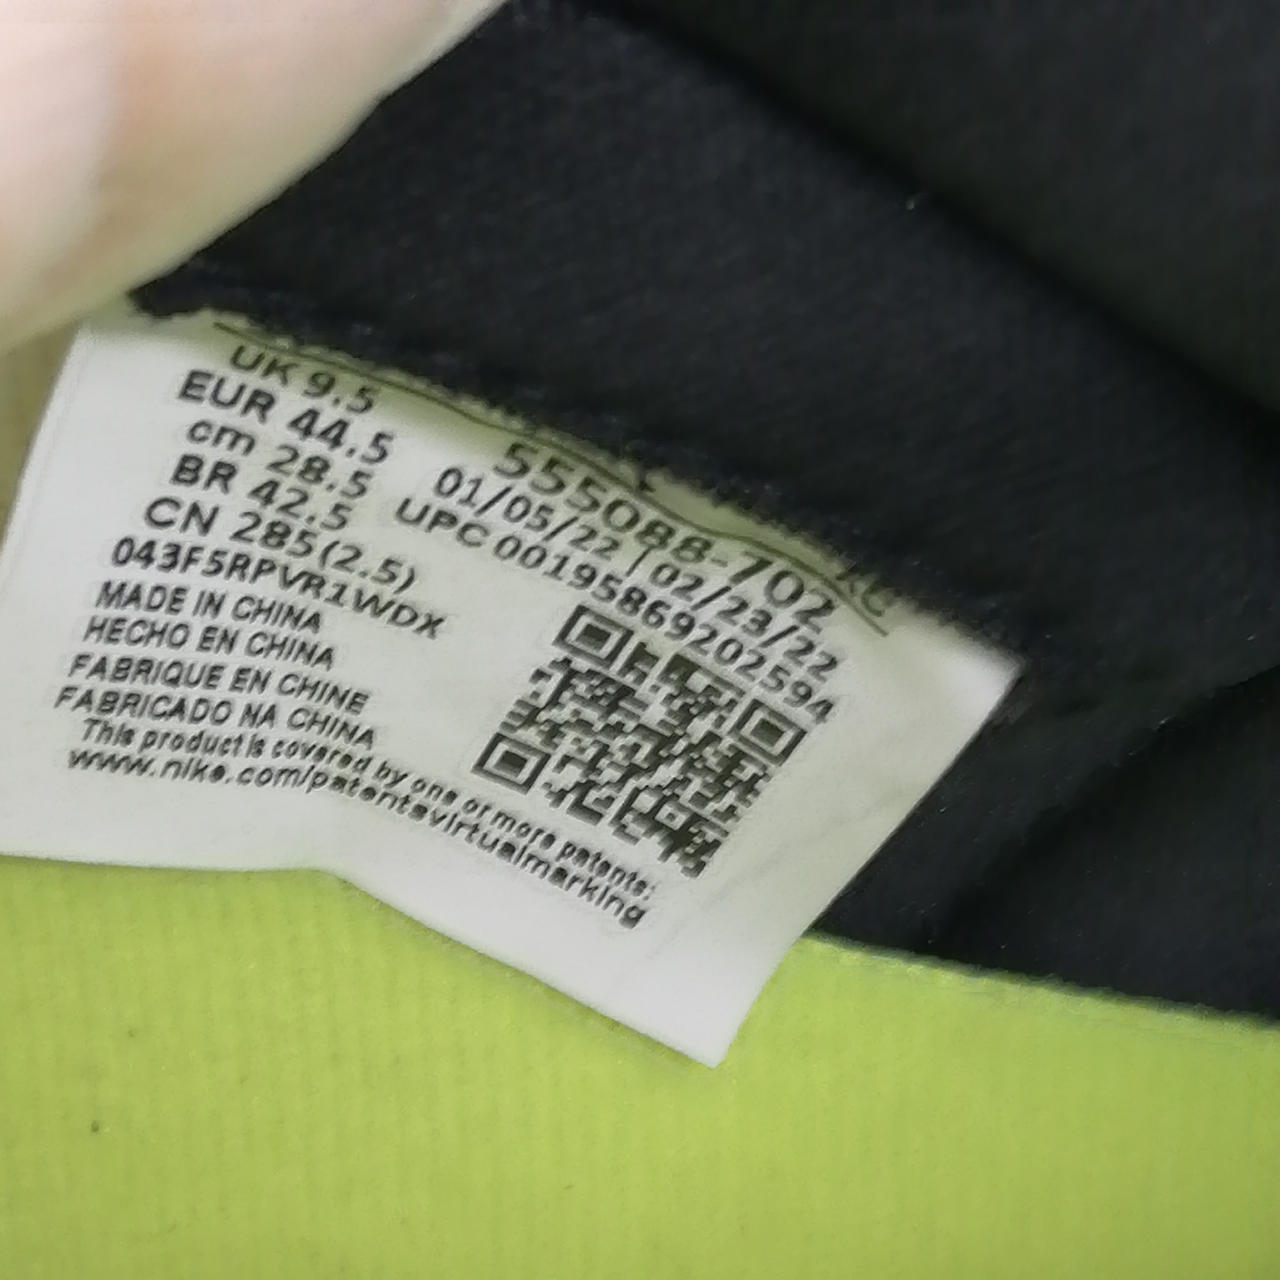 UK 9.5
EUR 44.5
cm 28.5
BR 42.5
CN 285(2.5)
043F5RPVR1WDX
MADE IN CHINA
HECHO EN CHINA
FABRIQUE EN CHINE
FABRICADO NA CHINA
This product is covered by one or more patents:
www.nike.com/patentsvirtualmarking
555088-702
01/05/22 02/23/22
UPC 00195869202594